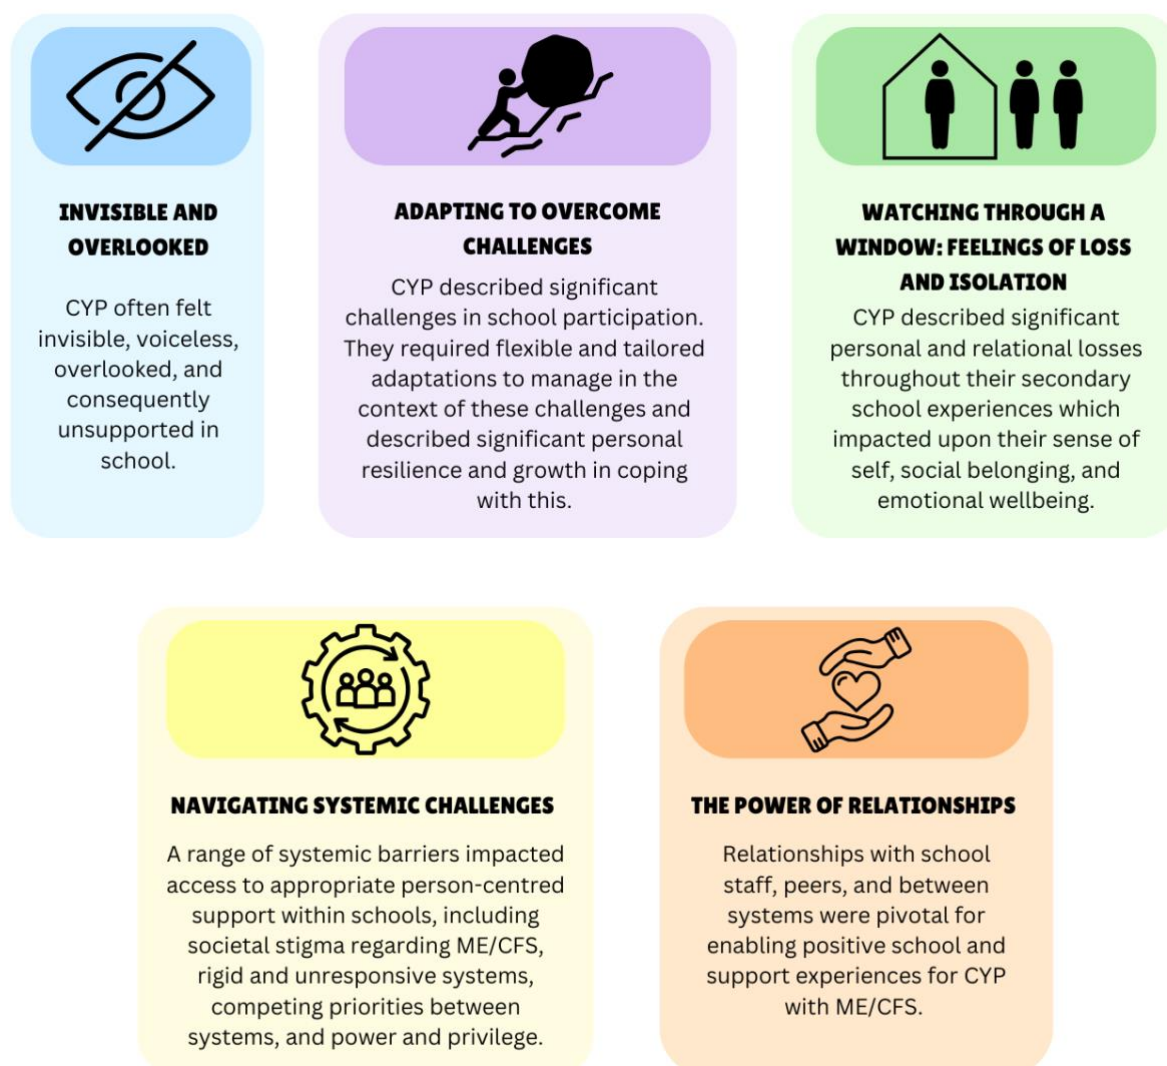 INVISIBLE AND
OVERLOOKED
CYP often felt
invisible, voiceless,
overlooked, and
consequently
unsupported in
school.
ADAPTING TO OVERCOME
CHALLENGES
CYP described significant
challenges in school participation.
They required flexible and tailored
adaptations to manage in the
context of these challenges and
described significant personal
resilience and growth in coping
with this.
WATCHING THROUGH A
WINDOW: FEELINGS OF LOSS
AND ISOLATION
CYP described significant
personal and relational losses
throughout their secondary
school experiences which
impacted upon their sense of
self, social belonging, and
emotional wellbeing.
NAVIGATING SYSTEMIC CHALLENGES
A range of systemic barriers impacted
access to appropriate person-centred
support within schools, including
societal stigma regarding ME/CFS,
rigid and unresponsive systems,
competing priorities between
systems, and power and privilege.
THE POWER OF RELATIONSHIPS
Relationships with school
staff, peers, and between
systems were pivotal for
enabling positive school and
support experiences for CYP
with ME/CFS.